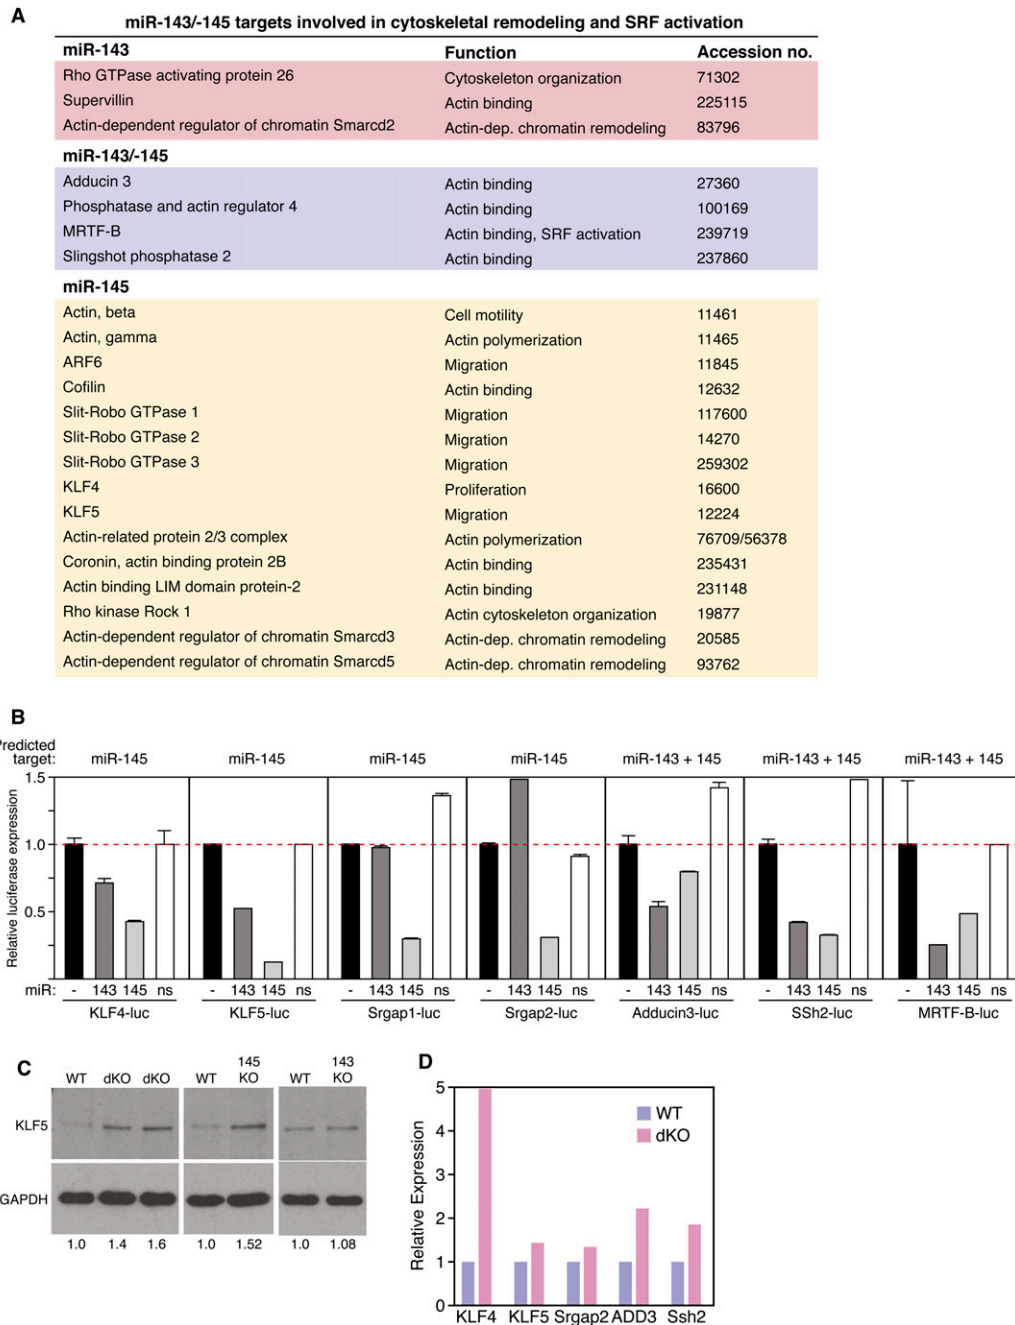 A
miR-143/-145 targets involved in cytoskeletal remodeling and SRF activation
miR-143 Function Accession no.
Rho GTPase activating protein 26 Cytoskeleton organization 71302
Supervillin Actin binding 225115
Actin-dependent regulator of chromatin Smarcd2 Actin-dep. chromatin remodeling 83796
miR-143/-145
Adducin 3 Actin binding 27360
Phosphatase and actin regulator 4 Actin binding 100169
MRTF-B Actin binding, SRF activation 239719
Slingshot phosphatase 2 Actin binding 237860
miR-145
Actin, beta Cell motility 11461
Actin, gamma Actin polymerization 11465
ARF6 Migration 11845
Cofilin Actin binding 12632
Slit-Robo GTPase 1 Migration 117600
Slit-Robo GTPase 2 Migration 14270
Slit-Robo GTPase 3 Migration 259302
KLF4 Proliferation 16600
KLF5 Migration 12224
Actin-related protein 2/3 complex Actin polymerization 76709/56378
Coronin, actin binding protein 2B Actin binding 235431
Actin binding LIM domain protein-2 Actin binding 231148
Rho kinase Rock 1 Actin cytoskeleton organization 19877
Actin-dependent regulator of chromatin Smarcd3 Actin-dep. chromatin remodeling 20585
Actin-dependent regulator of chromatin Smarcd5 Actin-dep. chromatin remodeling 93762
B
Predicted
target: miR-145 miR-145 miR-145 miR-145 miR-143 + 145 miR-143 + 145 miR-143 + 145
Relative luciferase expression
1.5
1.0
0.5
miR: - 143 145 ns - 143 145 ns - 143 145 ns - 143 145 ns - 143 145 ns - 143 145 ns - 143 145 ns
KLF4-luc KLF5-luc Srgap1-luc Srgap2-luc Adducin3-luc SSh2-luc MRTF-B-luc
C
WT dKO dKO WT 145 KO WT 143 KO
KLF5
GAPDH
1.0 1.4 1.6 1.0 1.52 1.0 1.08
D
Relative Expression
5
4
3
2
1
0
WT
dKO
KLF4 KLF5 Srgap2 ADD3 Ssh2